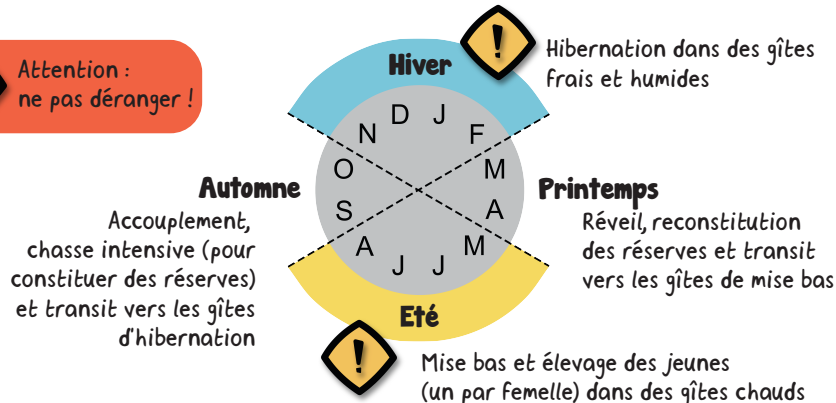 Attention :
ne pas déranger !
Hiver
!
Hibernation dans des gîtes
frais et humides
N D J F
O M
S A
A J J M
Automne
Accouplement,
chasse intensive (pour
constituer des réserves)
et transit vers les gîtes
d'hibernation
Printemps
Réveil, reconstitution
des réserves et transit
vers les gîtes de mise bas
Eté
!
Mise bas et élevage des jeunes
(un par femelle) dans des gîtes chauds